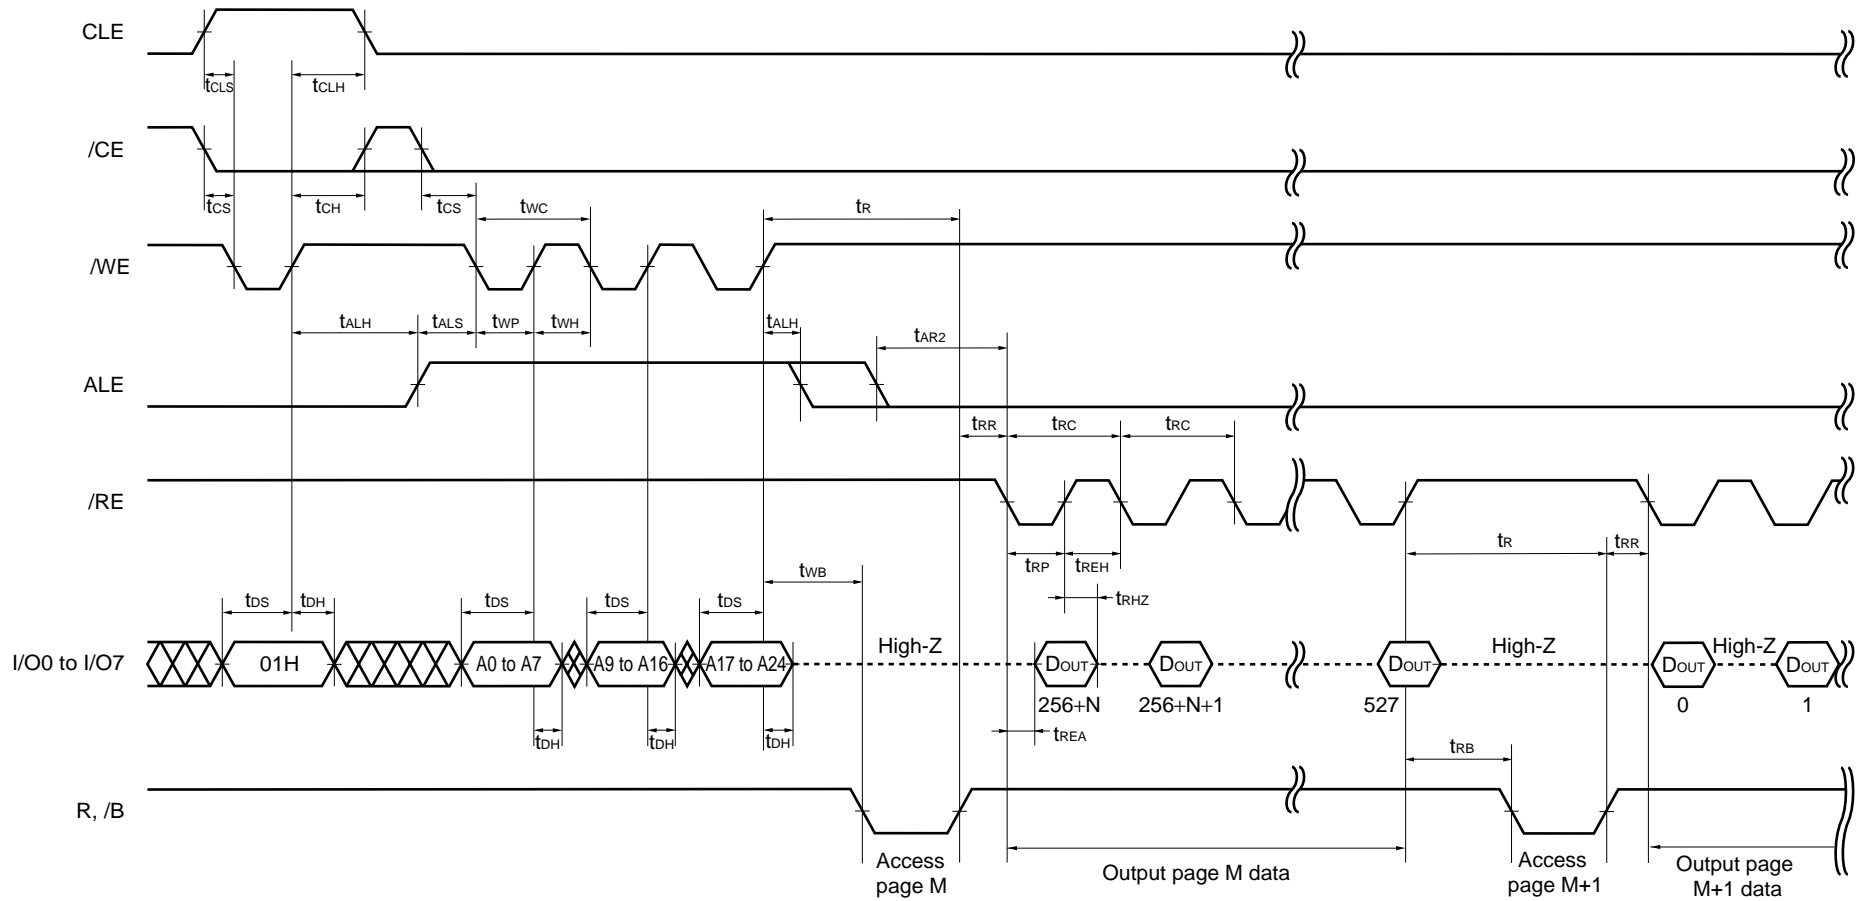 CLE
tCLS tCLH
/CE
tCS tCH tCS tWC tR
/WE
tALH tALS tWP tWH tALH tAR2
ALE
tRR tRC tRC
/RE
tR tRR
tRP tREH
tWB
tRHZ
tDS tDH tDS tDS tDS
I/O0 to I/O7 01H A0 to A7 A9 to A16 A17 to A24 High-Z DOUT DOUT DOUT High-Z DOUT High-Z DOUT
256+N 256+N+1 527 0 1
tDH tDH tDH tREA
tRB
R, /B
Access
page M
Output page M data
Access
page M+1
Output page
M+1 data